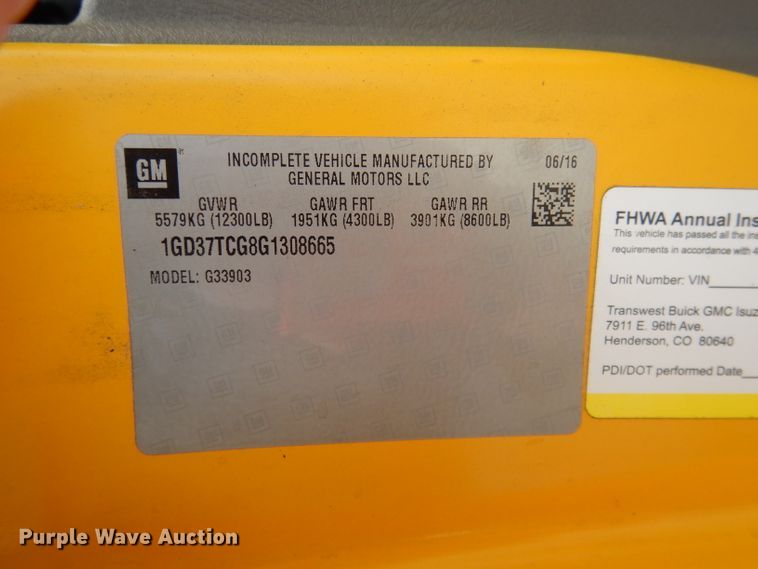 GM
INCOMPLETE VEHICLE MANUFACTURED BY
GENERAL MOTORS LLC
06/16
GVWR GAWR FRT GAWR RR
5579KG (12300LB) 1951KG (4300LB) 3901KG (8600LB)
1GD37TCG8G1308665
MODEL: G33903
FHWA Annual Ins
This vehicle has passed all the ins
requirements in accordance with 4
Unit Number: VIN
Transwest Buick GMC Isuz
7911 E. 96th Ave.
Henderson, CO 80640
PDI/DOT performed Date
Purple Wave Auction